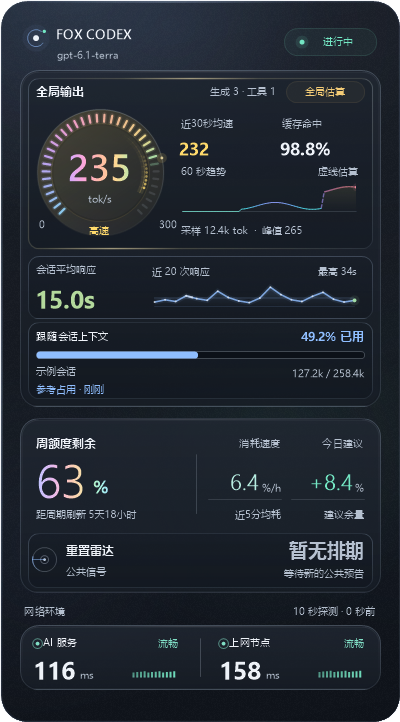 FOX CODEX
gpt-6.1-terra
进行中
全局输出
生成 3 · 工具 1
全局估算
235
tok/s
0
300
高速
近30秒均速
缓存命中
232
98.8%
60 秒趋势
虚线估算
采样 12.4k tok · 峰值 265
会话平均响应
近 20 次响应
最高 34s
15.0s
跟随会话上下文
49.2% 已用
示例会话
127.2k / 258.4k
参考占用 · 刚刚
周额度剩余
消耗速度
今日建议
63 %
6.4 %/h
+8.4 %
距周期刷新 5天18小时
近5分均耗
建议余量
重置雷达
暂无排期
公共信号
等待新的公共预告
网络环境
10 秒探测 · 0 秒前
AI 服务
流畅
上网节点
流畅
116 ms
158 ms